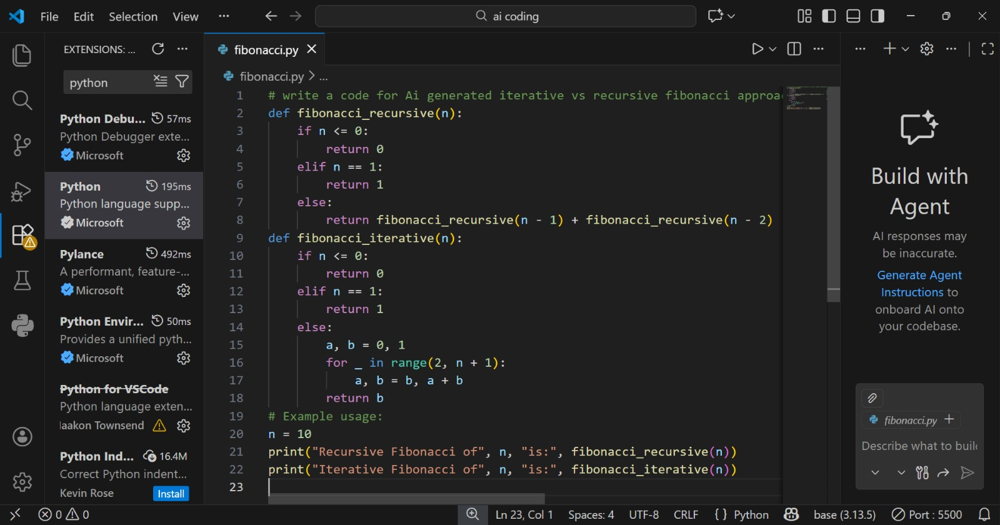 File Edit Selection View ···
ai coding
EXTENSIONS: ...
python
Python Debu... 57ms
Python Debugger exte...
Microsoft
Python 195ms
Python language supp...
Microsoft
Pylance 492ms
A performant, feature-...
Microsoft
Python Envir... 50ms
Provides a unified pyth...
Microsoft
Python for VSCode
Python language exten...
laakon Townsend
Python Ind... 16.4M
Correct Python indent...
Kevin Rose Install
fibonacci.py
fibonacci.py > ...
1 # write a code for Ai generated iterative vs recursive fibonacci approa
2 def fibonacci_recursive(n):
3 if n <= 0:
4 return 0
5 elif n == 1:
6 return 1
7 else:
8 return fibonacci_recursive(n - 1) + fibonacci_recursive(n - 2)
9 def fibonacci_iterative(n):
10 if n <= 0:
11 return 0
12 elif n == 1:
13 return 1
14 else:
15 a, b = 0, 1
16 for _ in range(2, n + 1):
17 a, b = b, a + b
18 return b
19 # Example usage:
20 n = 10
21 print("Recursive Fibonacci of", n, "is:", fibonacci_recursive(n))
22 print("Iterative Fibonacci of", n, "is:", fibonacci_iterative(n))
23
Build with
Agent
AI responses may
be inaccurate.
Generate Agent
Instructions to
onboard AI onto
your codebase.
fibonacci.py +
Describe what to build
0 0
Ln 23, Col 1 Spaces: 4 UTF-8 CRLF { } Python base (3.13.5) Port : 5500